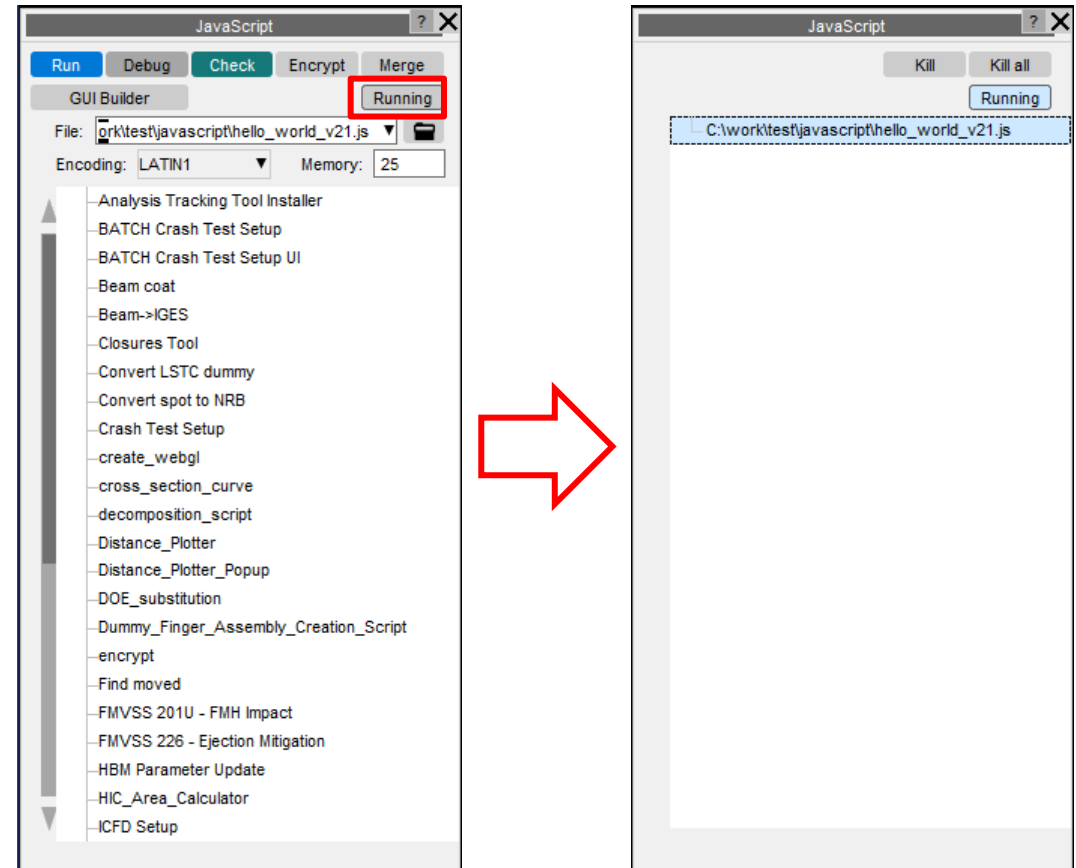 JavaScript ? X
Run Debug Check Encrypt Merge
GUI Builder Running
File: ork\test\javascript\hello_world_v21.js
Encoding: LATIN1 Memory: 25
Analysis Tracking Tool Installer
BATCH Crash Test Setup
BATCH Crash Test Setup UI
Beam coat
Beam->IGES
Closures Tool
Convert LSTC dummy
Convert spot to NRB
Crash Test Setup
create_webgl
cross_section_curve
decomposition_script
Distance_Plotter
Distance_Plotter_Popup
DOE_substitution
Dummy_Finger_Assembly_Creation_Script
encrypt
Find moved
FMVSS 201U - FMH Impact
FMVSS 226 - Ejection Mitigation
HBM Parameter Update
HIC_Area_Calculator
ICFD Setup
JavaScript ? X
Kill Kill all
Running
C:\work\test\javascript\hello_world_v21.js